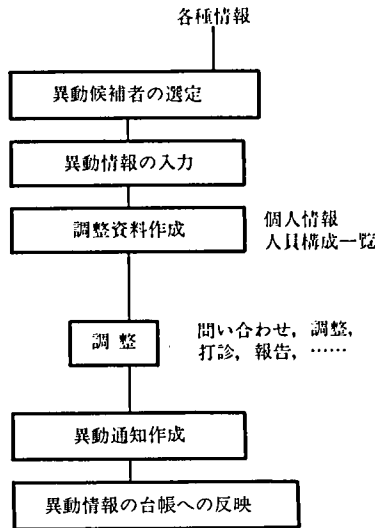 各種情報
異動候補者の選定
異動情報の入力
調整資料作成
個人情報
人員構成一覧
調整
問い合わせ，調整，
打診，報告，……
異動通知作成
異動情報の台帳への反映